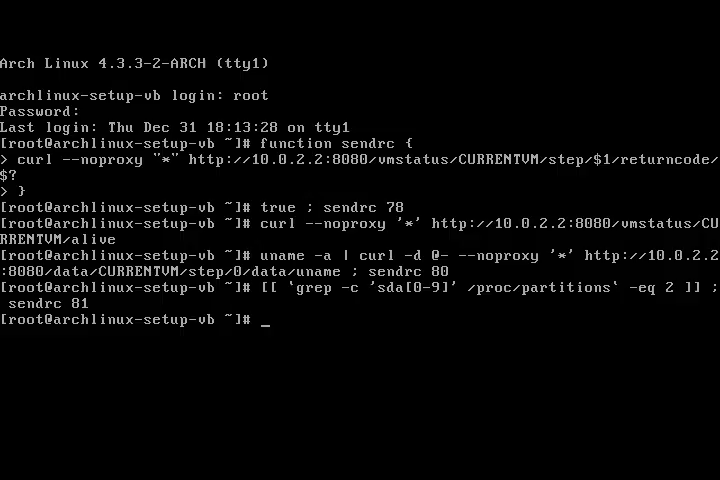 Arch Linux 4.3.3-2-ARCH (tty1)
archlinux-setup-vb login: root
Password:
Last login: Thu Dec 31 18:13:28 on tty1
[root@archlinux-setup-vb ~]# function sendrc {
> curl --noproxy "*" http://10.0.2.2:8080/vmstatus/CURRENTVM/step/$1/returncode/
$?
> }
[root@archlinux-setup-vb ~]# true ; sendrc 78
[root@archlinux-setup-vb ~]# curl --noproxy '*' http://10.0.2.2:8080/vmstatus/CU
RRENTVM/alive
[root@archlinux-setup-vb ~]# uname -a | curl -d @- --noproxy '*' http://10.0.2.2
:8080/data/CURRENTVM/step/0/data/uname ; sendrc 80
[root@archlinux-setup-vb ~]# [[ `grep -c 'sda[0-9]' /proc/partitions` -eq 2 ]] ;
 sendrc 81
[root@archlinux-setup-vb ~]# _